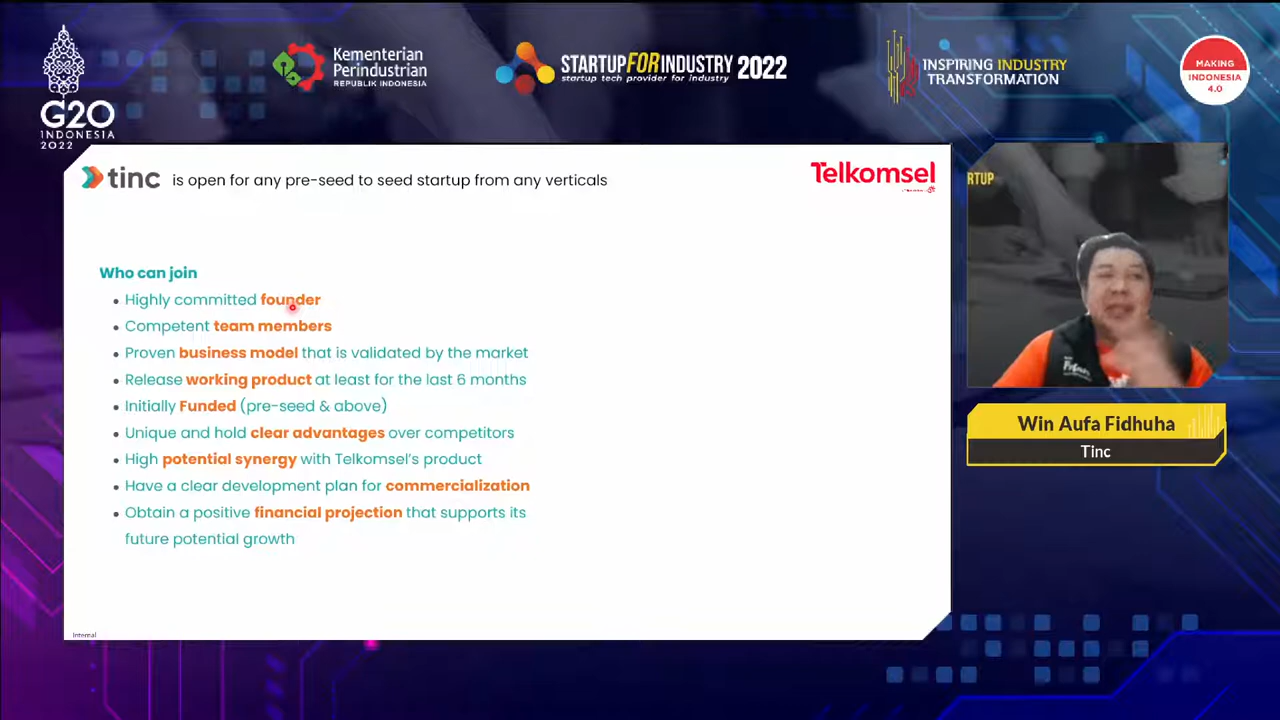 G20
INDONESIA
2022
Kementerian
Perindustrian
REPUBLIK INDONESIA
STARTUPFORINDUSTRY 2022
startup tech provider for industry
INSPIRING INDUSTRY
TRANSFORMATION
MAKING
INDONESIA
4.0
tinc is open for any pre-seed to seed startup from any verticals
Telkomsel
Who can join
• Highly committed founder
• Competent team members
• Proven business model that is validated by the market
• Release working product at least for the last 6 months
• Initially Funded (pre-seed & above)
• Unique and hold clear advantages over competitors
• High potential synergy with Telkomsel's product
• Have a clear development plan for commercialization
• Obtain a positive financial projection that supports its
future potential growth
Internal
RTUP
Win Aufa Fidhuha
Tinc